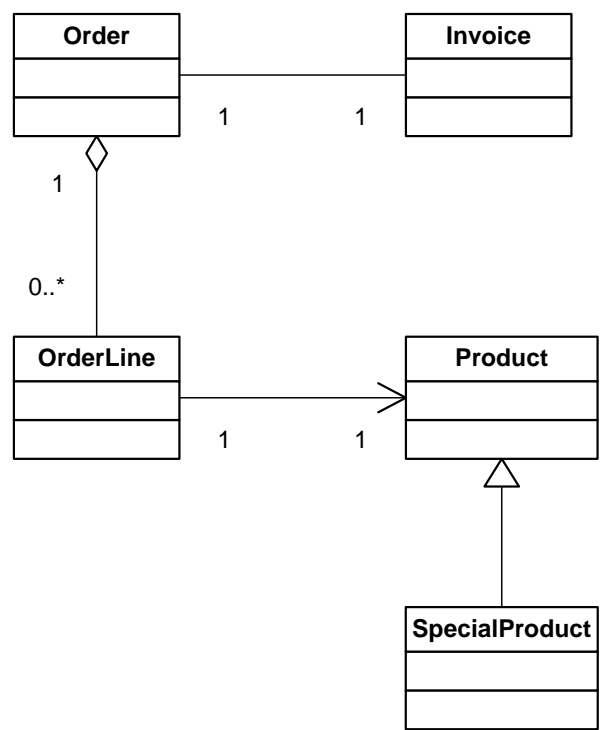 Order
Invoice
1
1
1
0..*
OrderLine
Product
1
1
SpecialProduct